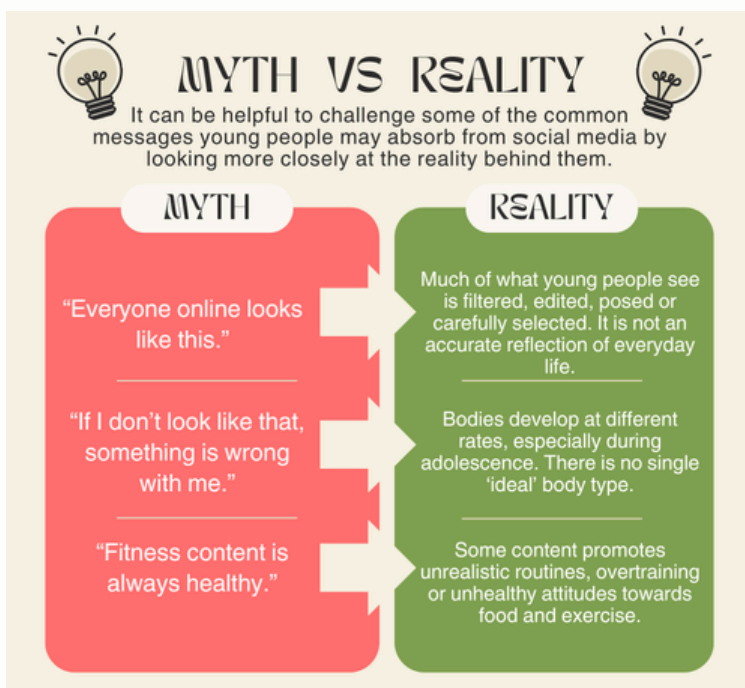 MYTH VS REALITY
It can be helpful to challenge some of the common
messages young people may absorb from social media by
looking more closely at the reality behind them.
MYTH
“Everyone online looks
like this.”
“If I don’t look like that,
something is wrong
with me.”
“Fitness content is
always healthy.”
REALITY
Much of what young people see
is filtered, edited, posed or
carefully selected. It is not an
accurate reflection of everyday
life.
Bodies develop at different
rates, especially during
adolescence. There is no single
‘ideal’ body type.
Some content promotes
unrealistic routines, overtraining
or unhealthy attitudes towards
food and exercise.